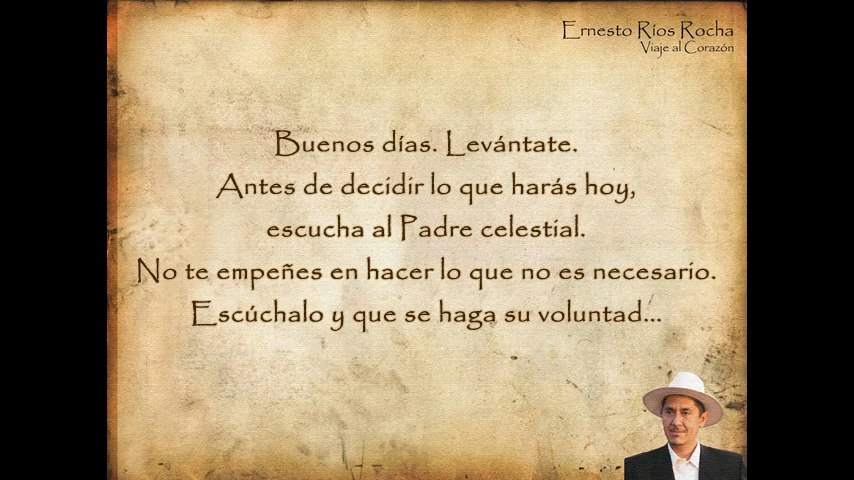 Ernesto Ríos Rocha
Viaje al Corazón
Buenos días. Levántate.
Antes de decidir lo que harás hoy,
escucha al Padre celestial.
No te empeñes en hacer lo que no es necesario.
Escúchalo y que se haga su voluntad...